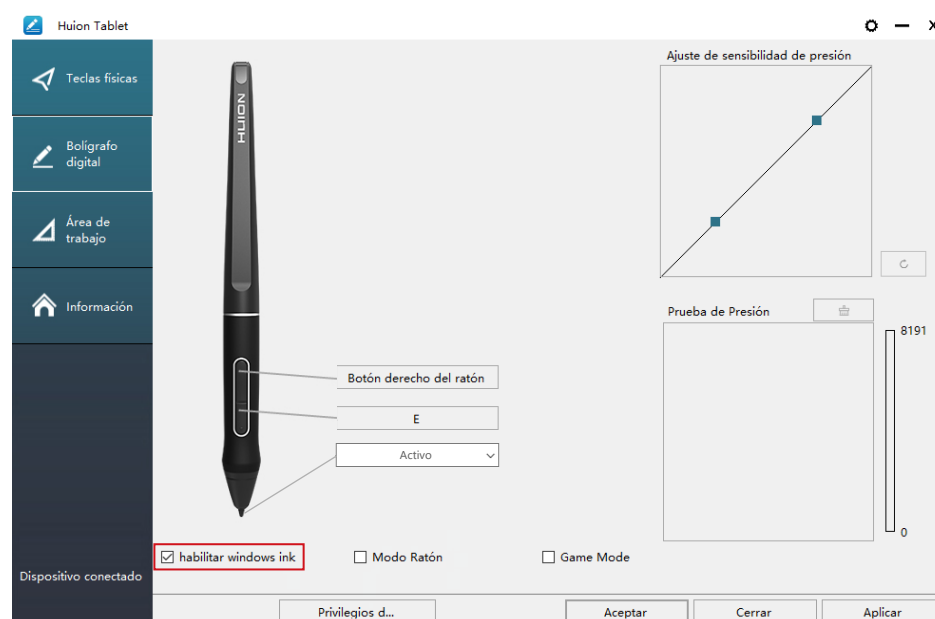 Huion Tablet
Teclas físicas
Boligrafo
digital
Área de
trabajo
Información
Dispositivo conectado
HUION
Botón derecho del ratón
E
Activo
habilitar windows ink
Modo Ratón
Game Mode
Ajuste de sensibilidad de presión
Prueba de Presión
8191
0
Privilegios d...
Aceptar
Cerrar
Aplicar